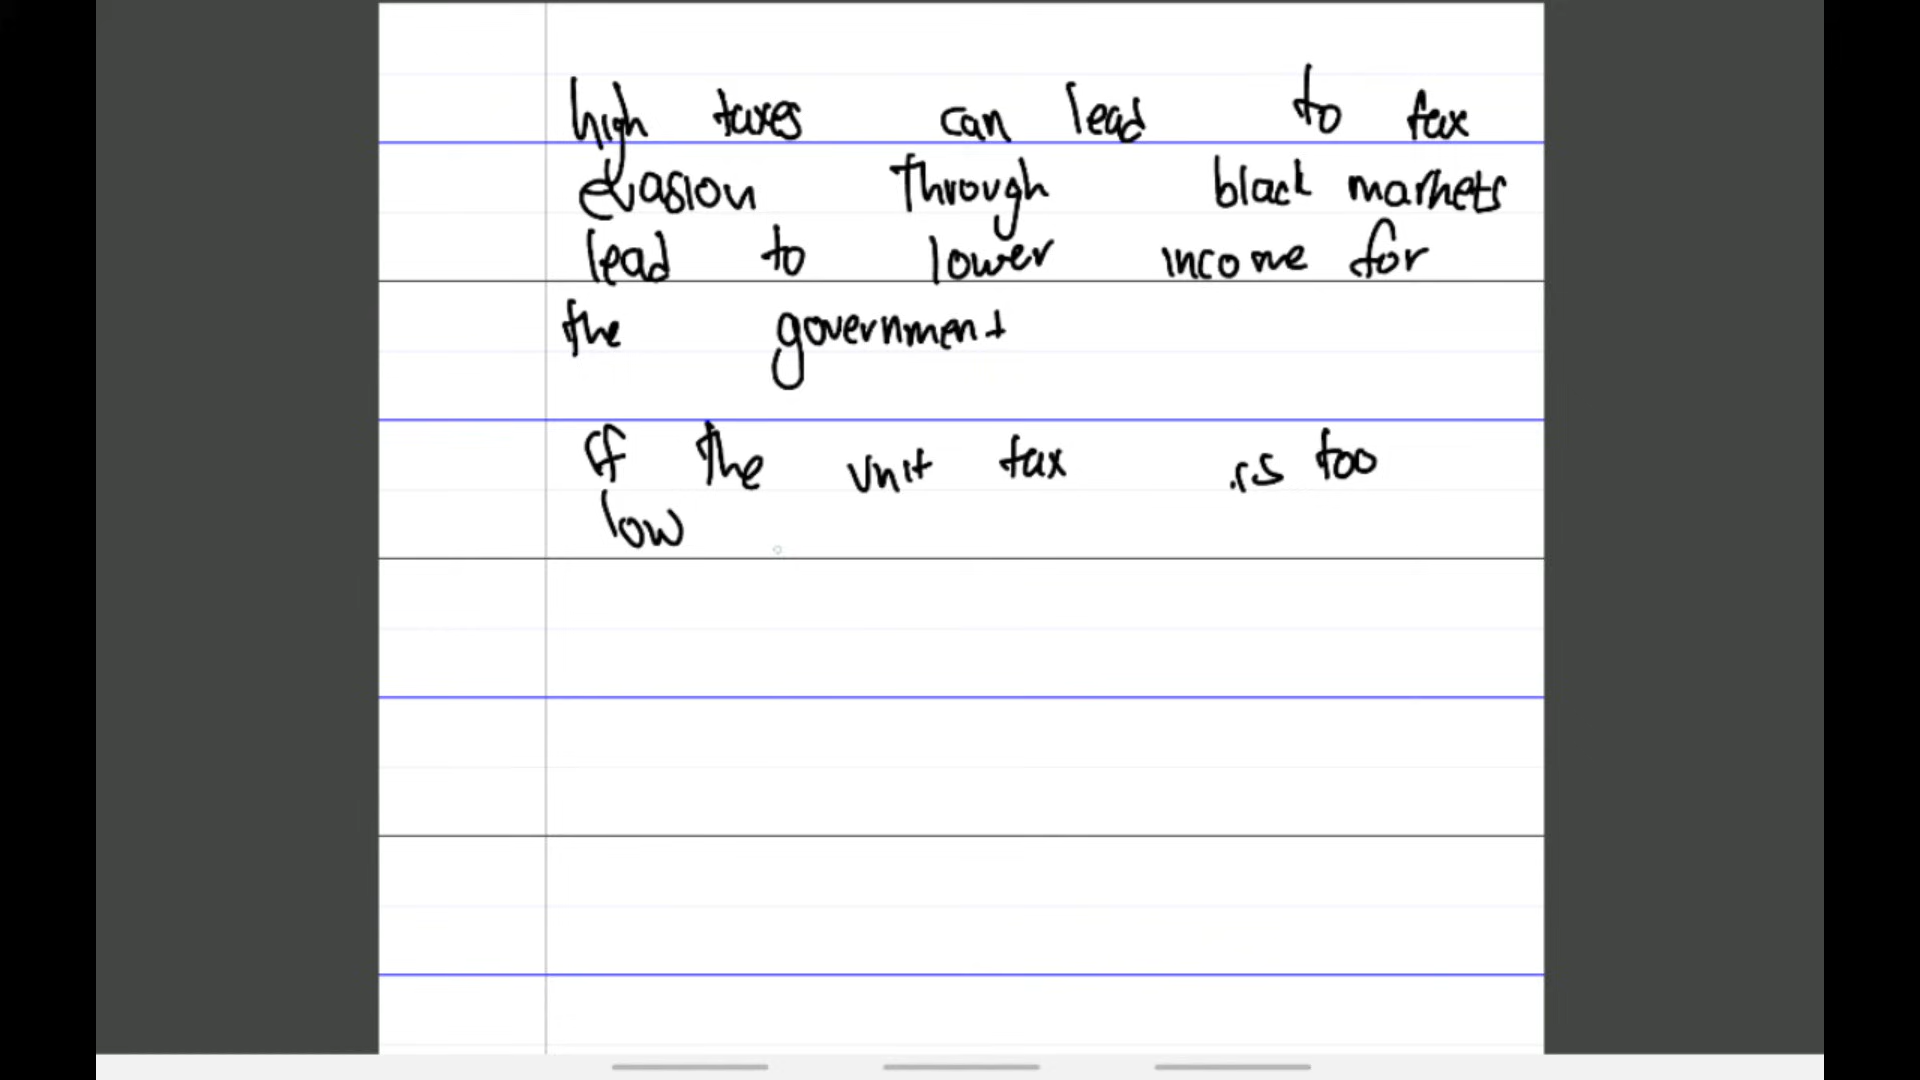 high taxes can lead to tax
evasion through black markets
lead to lower income for
the government
if the unit tax is too
low